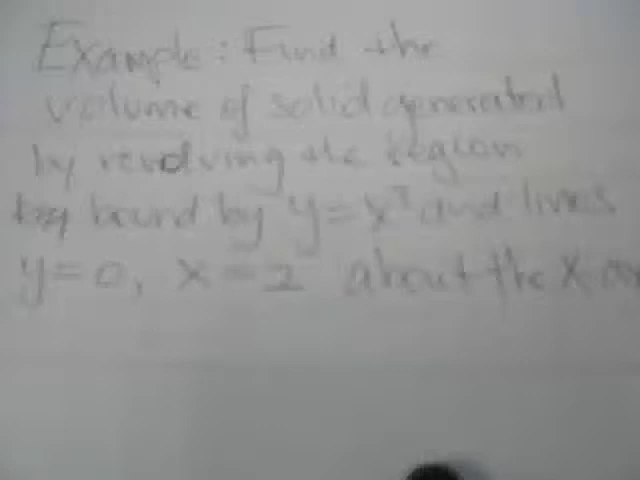 Example: Find the
volume of solid generated
by revolving the region
bound by y = x² and lines
y = 0, x = 2 about the X-ax